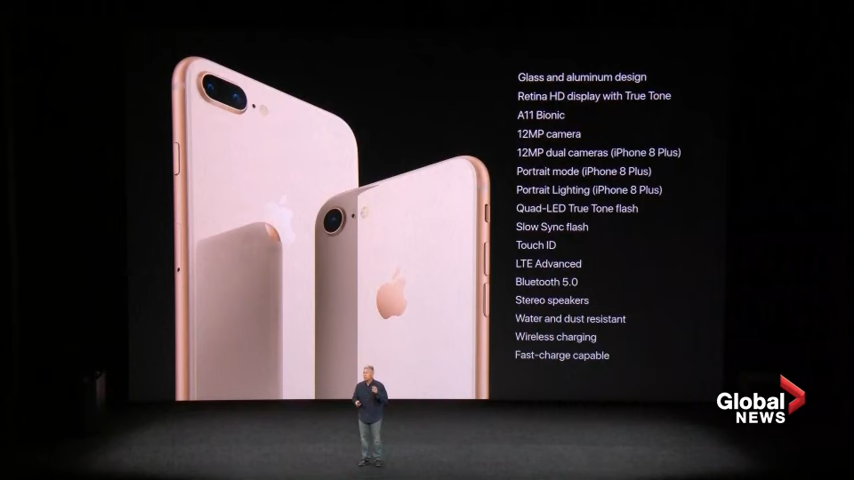 Glass and aluminum design
Retina HD display with True Tone
A11 Bionic
12MP camera
12MP dual cameras (iPhone 8 Plus)
Portrait mode (iPhone 8 Plus)
Portrait Lighting (iPhone 8 Plus)
Quad-LED True Tone flash
Slow Sync flash
Touch ID
LTE Advanced
Bluetooth 5.0
Stereo speakers
Water and dust resistant
Wireless charging
Fast-charge capable
Global
NEWS